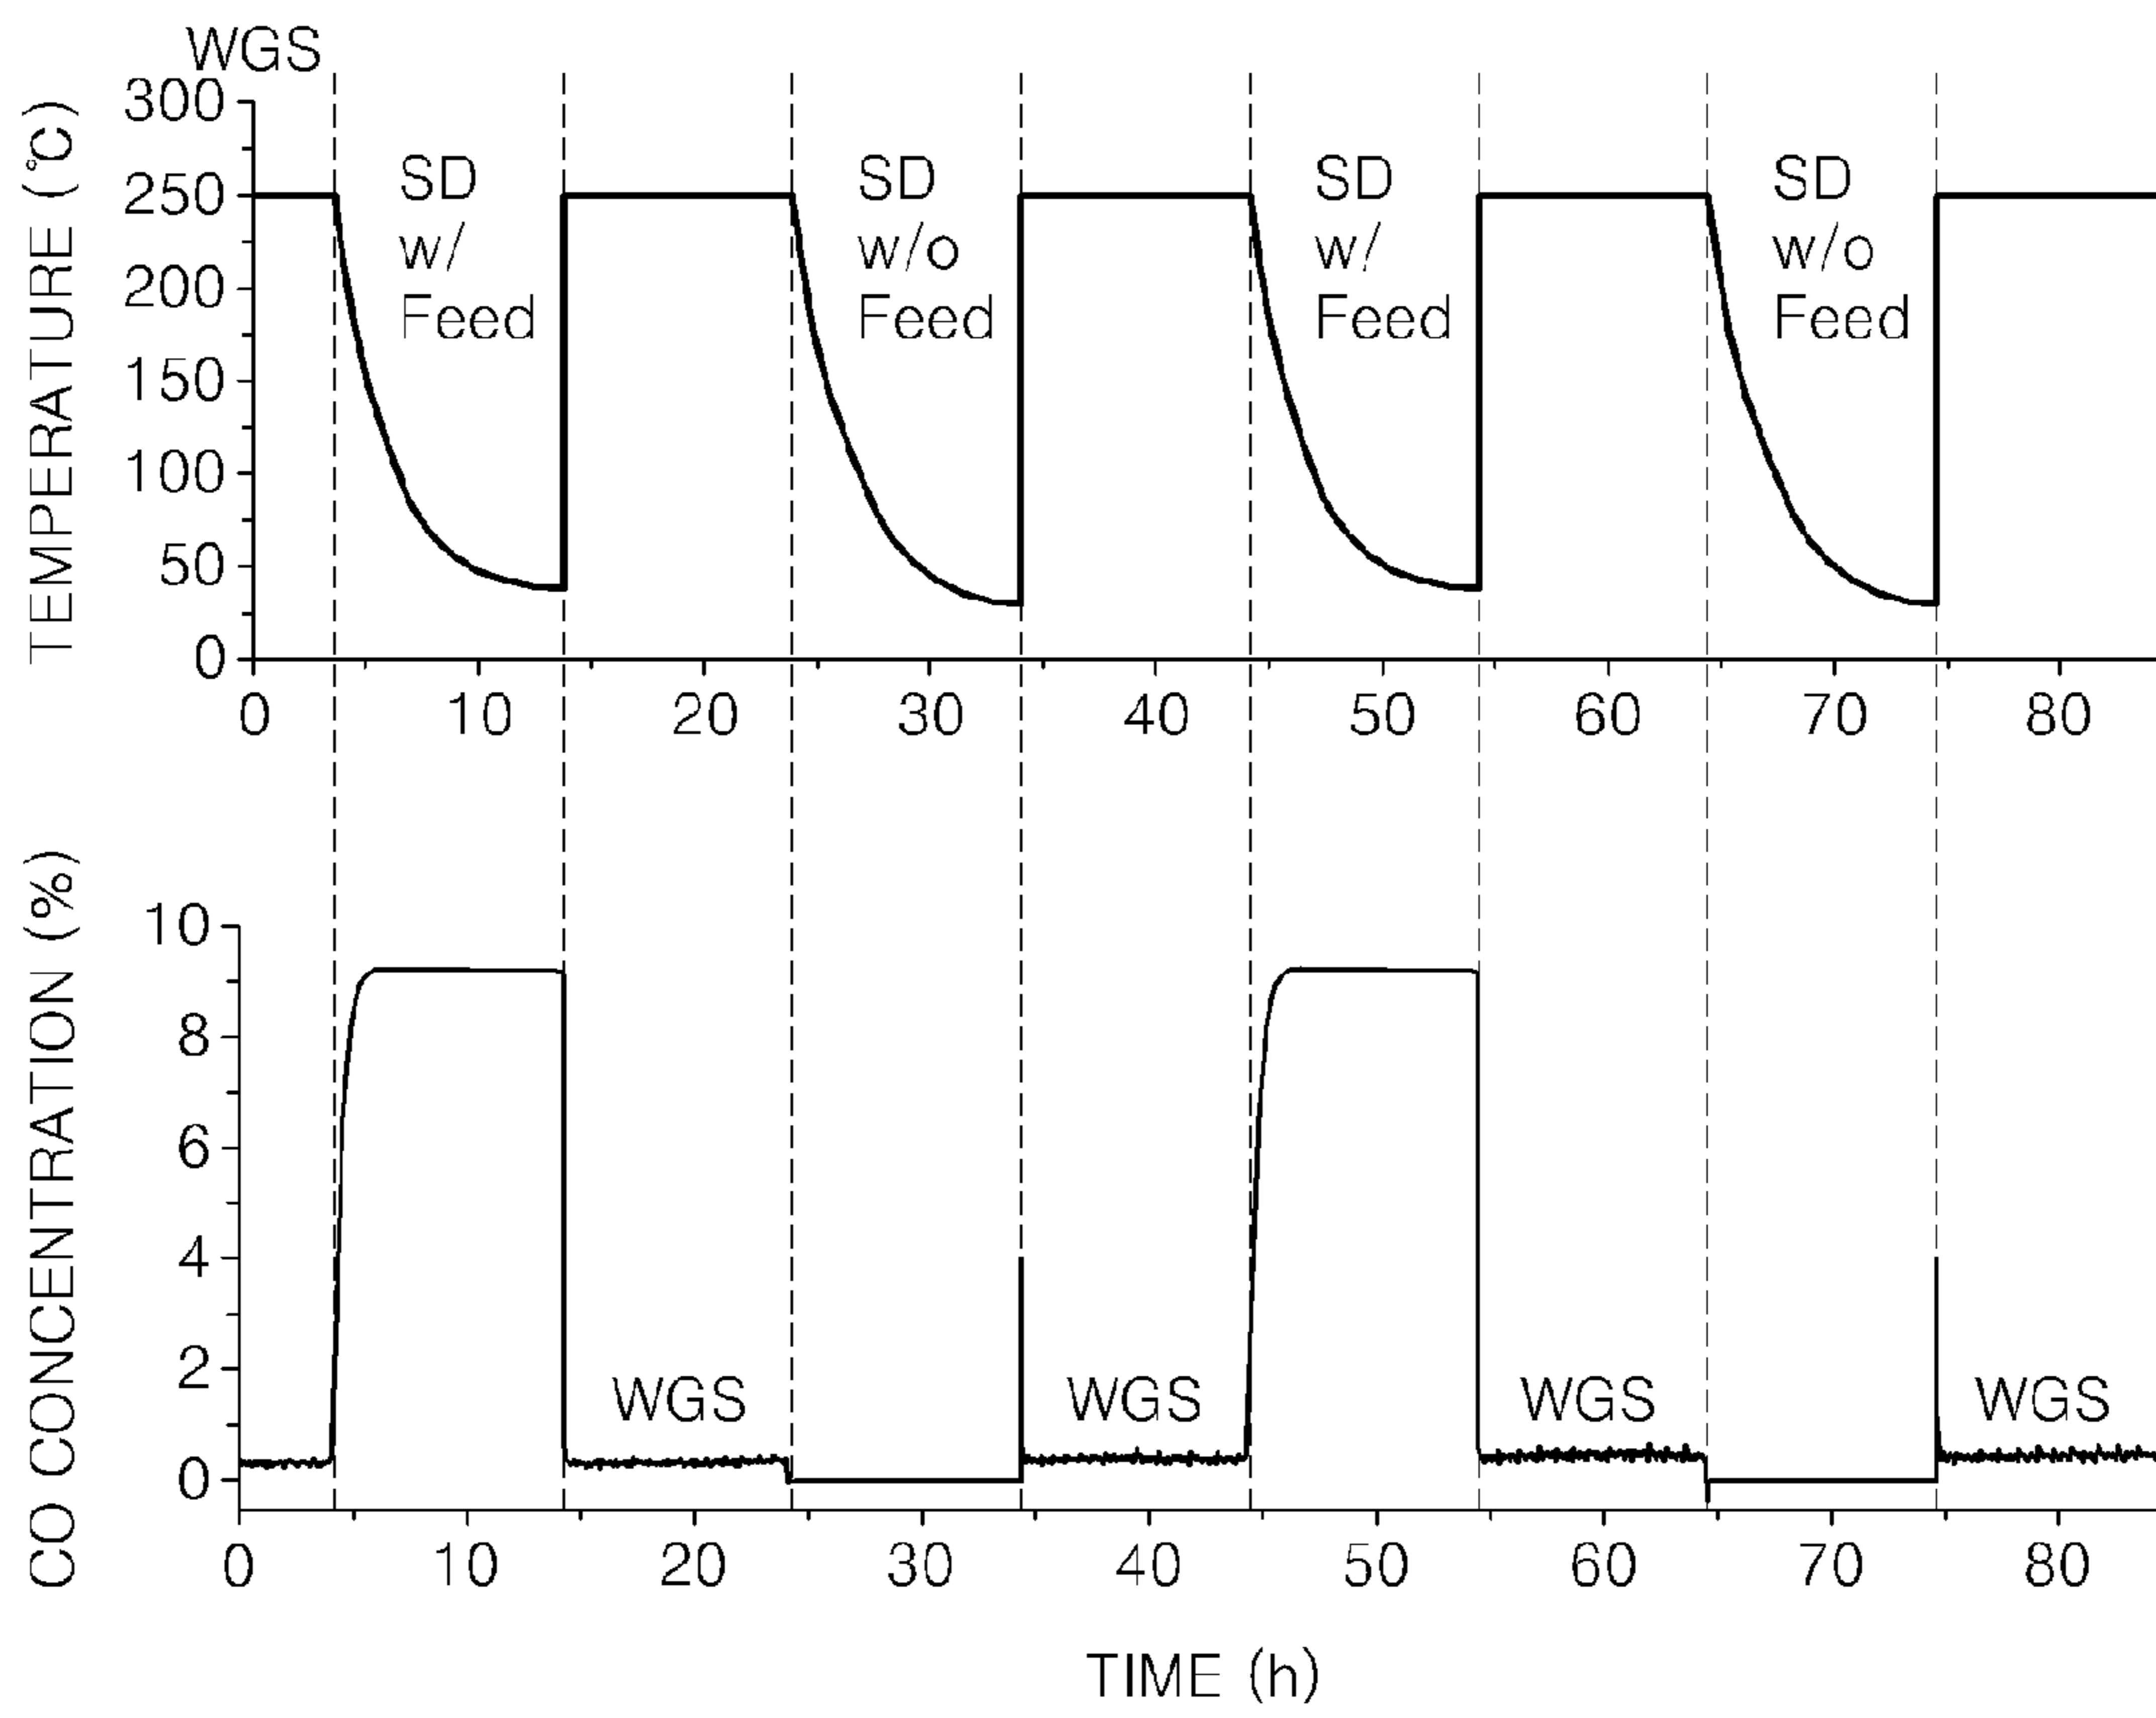 WGS
TEMPERATURE (°C)
300
250
200
150
100
50
0
SD
w/
Feed
SD
w/o
Feed
SD
w/
Feed
SD
w/o
Feed
0 10 20 30 40 50 60 70 80
CO CONCENTRATION (%)
10
8
6
4
2
0
WGS WGS WGS WGS
0 10 20 30 40 50 60 70 80
TIME (h)